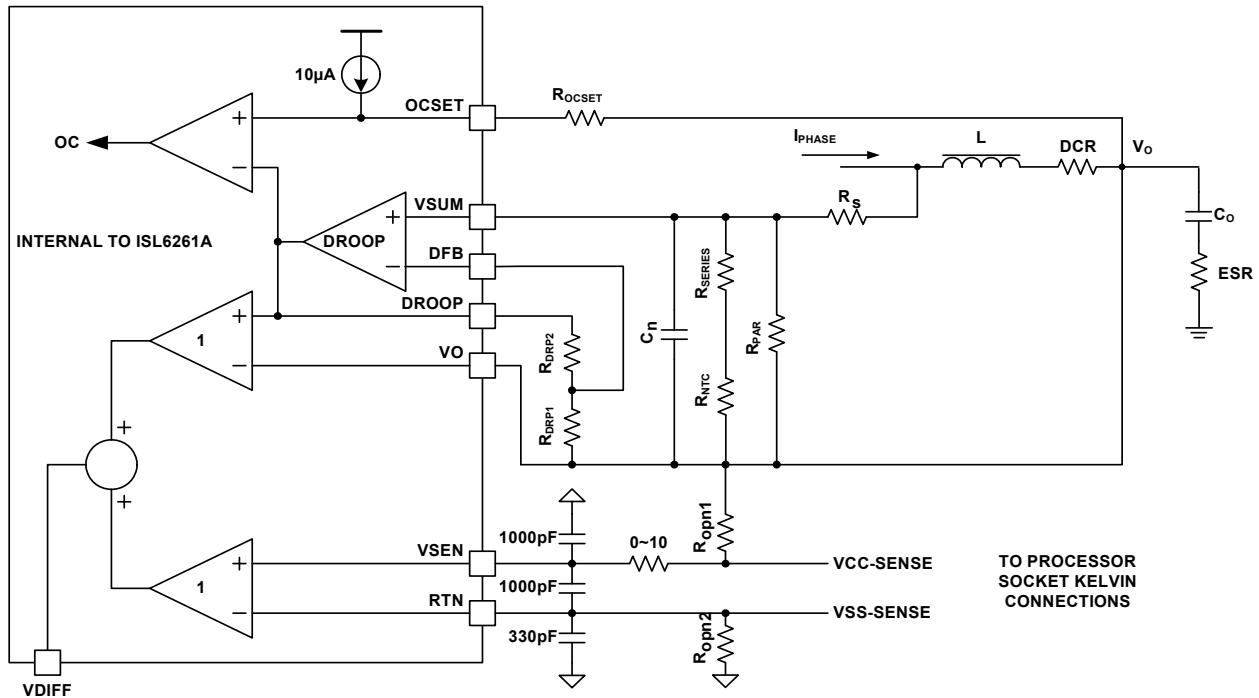 10µA
OCSET
R_OCSET
OC
+
−
I_PHASE
L
DCR
V_O
VSUM
R_S
C_O
ESR
INTERNAL TO ISL6261A
DROOP
+
−
DFB
DROOP
VO
1
+
−
R_DRP2
R_DRP1
C_n
R_SERIES
R_NTC
R_PAR
+
+
1000pF
0~10
R_opn1
VSEN
VCC-SENSE
1
+
−
1000pF
RTN
VSS-SENSE
330pF
R_opn2
TO PROCESSOR
SOCKET KELVIN
CONNECTIONS
VDIFF